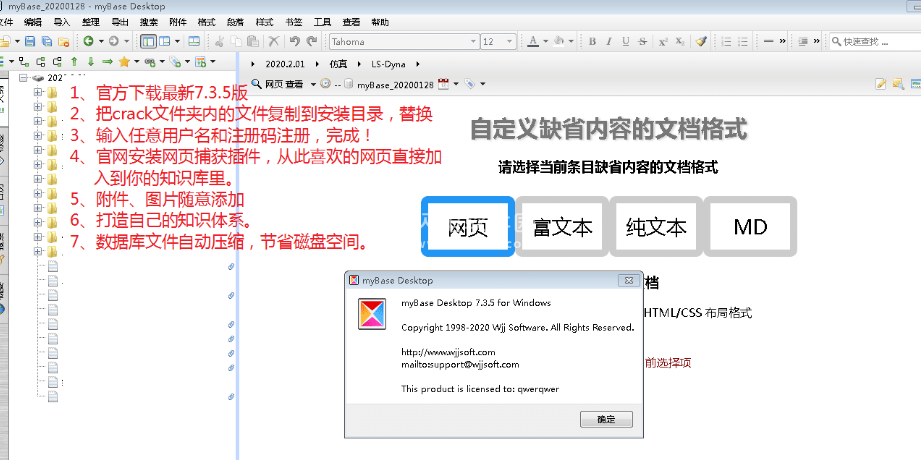 myBase_20200128 - myBase Desktop
文件 编辑 导入 整理 导出 搜索 附件 格式 段落 样式 书签 工具 查看 帮助
Tahoma 12 B I U S x² x₂ 快速查找 ...
2020.2.01 仿真 LS-Dyna
网页 查看 -- myBase_20200128
1、官方下载最新7.3.5版
2、把crack文件夹内的文件复制到安装目录，替换
3、输入任意用户名和注册码注册，完成！
4、官网安装网页捕获插件，从此喜欢的网页直接加
入到你的知识库里。
5、附件、图片随意添加
6、打造自己的知识体系。
7、数据库文件自动压缩，节省磁盘空间。
自定义缺省内容的文档格式
请选择当前条目缺省内容的文档格式
网页 富文本 纯文本 MD
档
HTML/CSS 布局格式
前选择项
myBase Desktop
myBase Desktop 7.3.5 for Windows
Copyright 1998-2020 Wjj Software. All Rights Reserved.
http://www.wjjsoft.com
mailto:support@wjjsoft.com
This product is licensed to: qwerqwer
确定